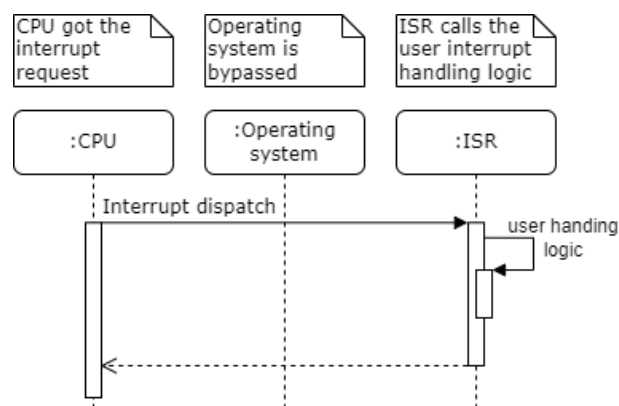 CPU got the
interrupt
request
Operating
system is
bypassed
ISR calls the
user interrupt
handling logic
:CPU
:Operating
system
:ISR
Interrupt dispatch
user handing
logic